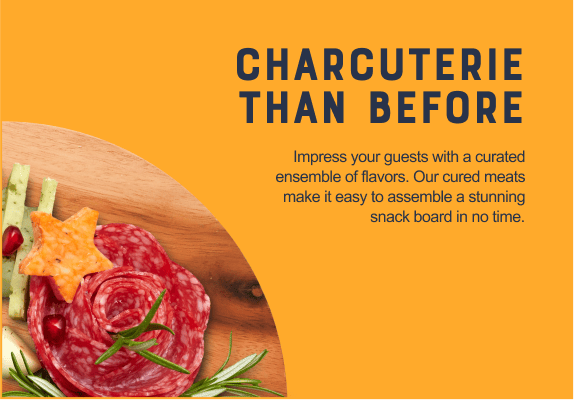 CHARCUTERIE
THAN BEFORE
Impress your guests with a curated
ensemble of flavors. Our cured meats
make it easy to assemble a stunning
snack board in no time.